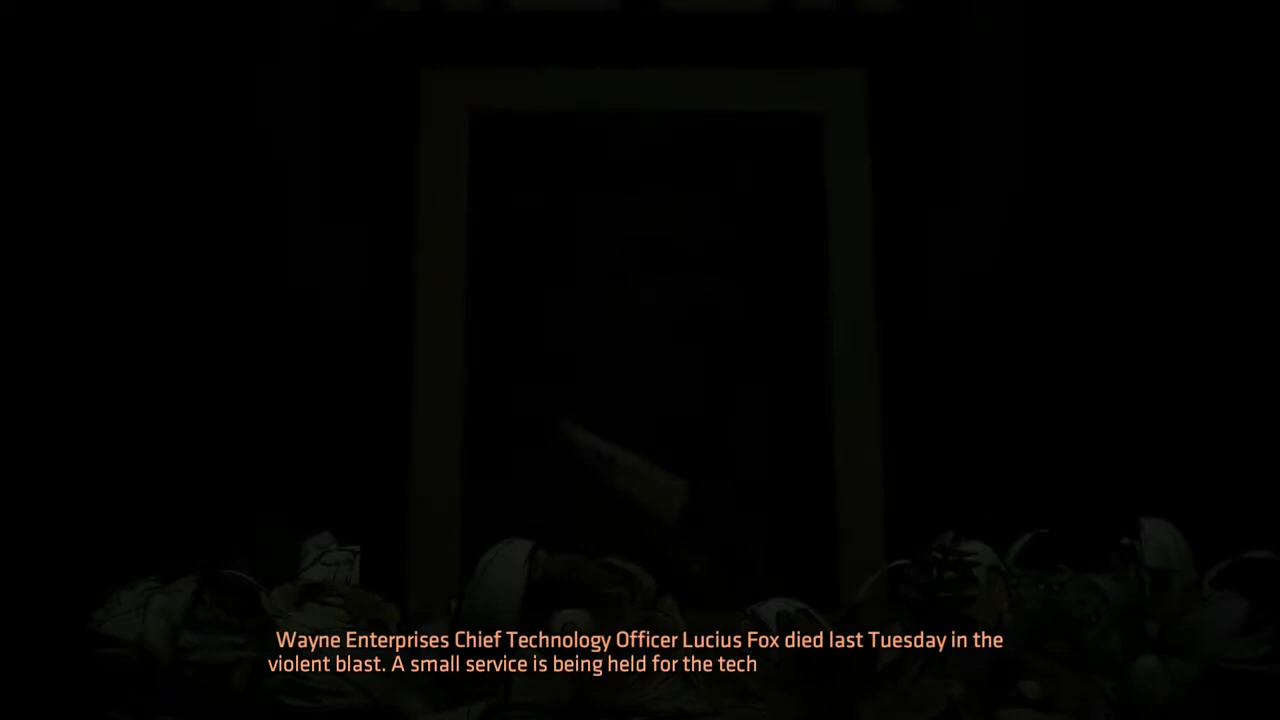 Wayne Enterprises Chief Technology Officer Lucius Fox died last Tuesday in the
violent blast. A small service is being held for the tech